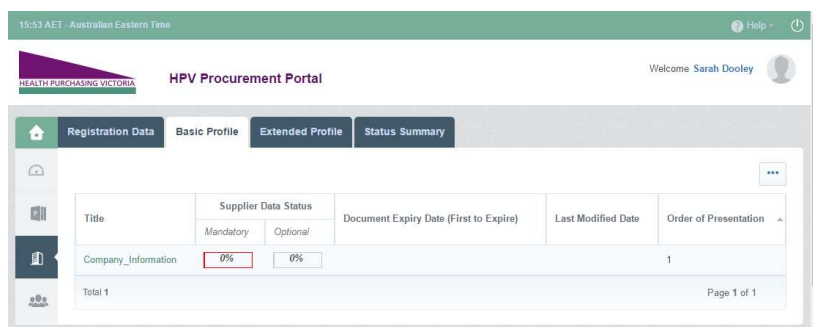 15:53 AET - Australian Eastern Time
Help
HEALTH PURCHASING VICTORIA
HPV Procurement Portal
Welcome Sarah Dooley
Registration Data Basic Profile Extended Profile Status Summary
Title Supplier Data Status Document Expiry Date (First to Expire) Last Modified Date Order of Presentation
Mandatory Optional
Company_Information 0% 0% 1
Total 1 Page 1 of 1